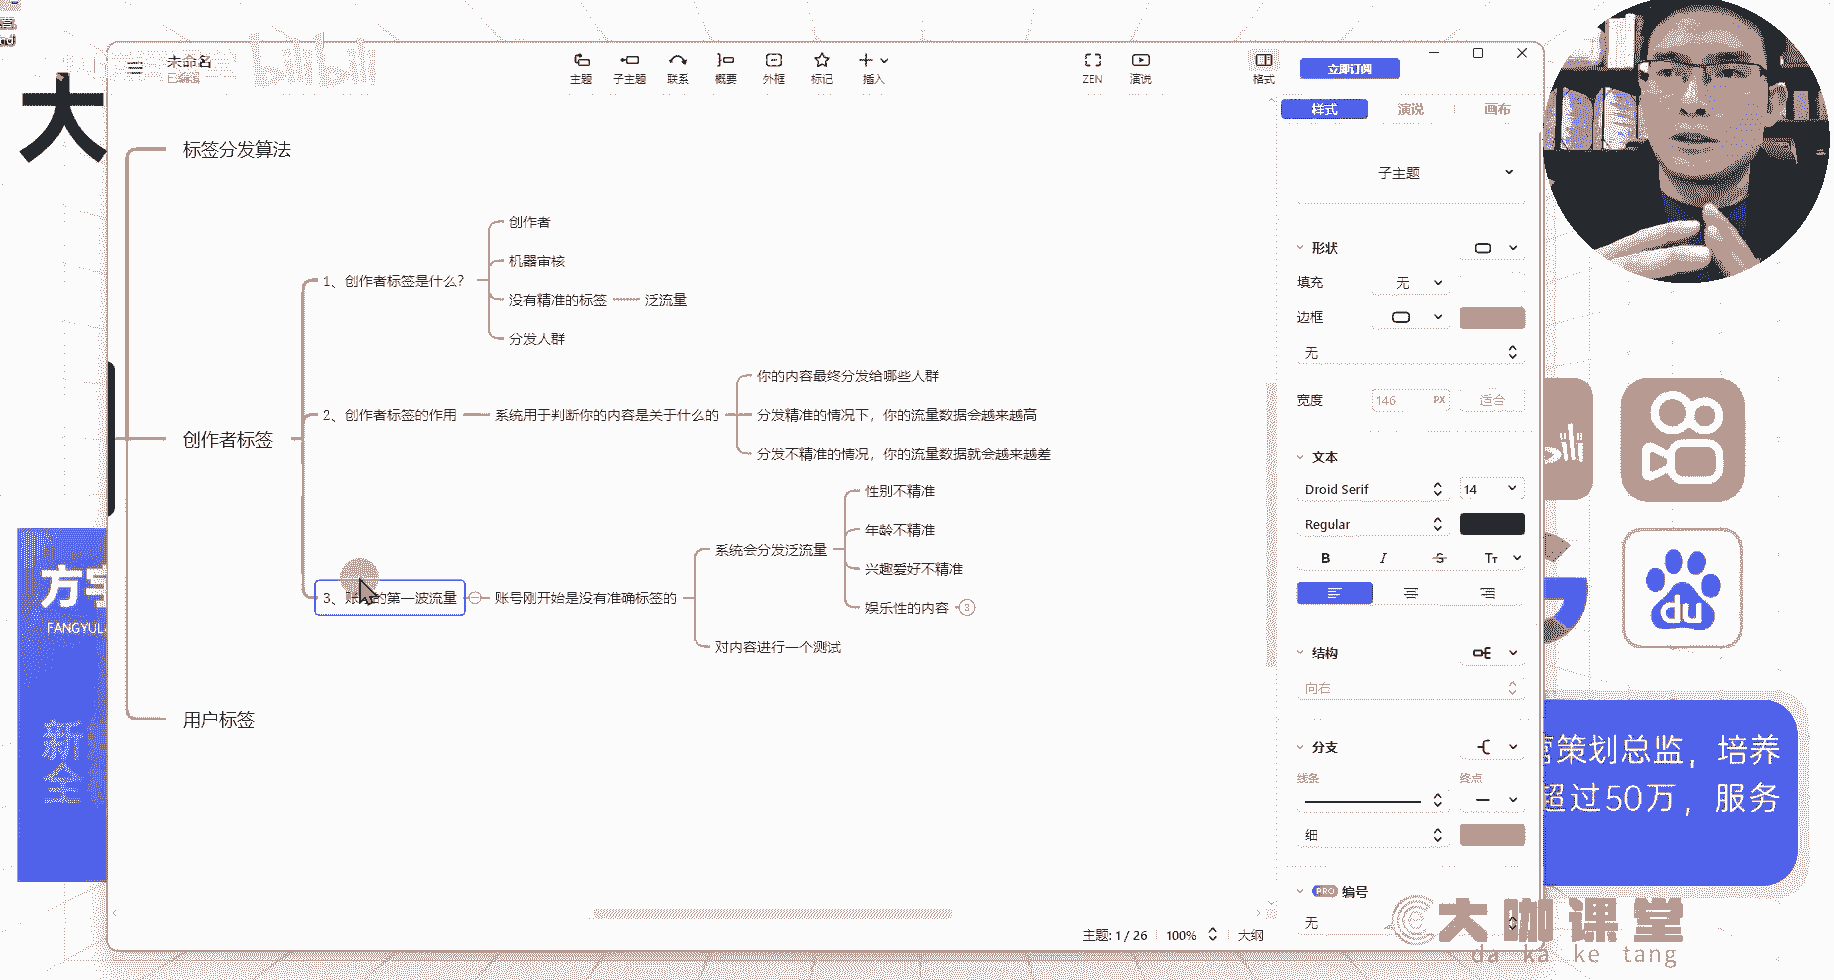 大
bilibili
未命名
已编辑
主题
子主题
联系
概要
外框
标记
插入
ZEN
演说
格式
立即订阅
样式
演说
画布
标签分发算法
创作者标签
用户标签
1、创作者标签是什么？
创作者
机器审核
没有精准的标签
泛流量
分发人群
2、创作者标签的作用
系统用于判断你的内容是关于什么的
你的内容最终分发给哪些人群
分发精准的情况下，你的流量数据会越来越高
分发不精准的情况，你的流量数据就会越来越差
3、账号的第一波流量
账号刚开始是没有准确标签的
系统会分发泛流量
性别不精准
年龄不精准
兴趣爱好不精准
娱乐性的内容
3
对内容进行一个测试
子主题
形状
填充
无
边框
无
宽度
146
PX
适合
文本
Droid Serif
14
Regular
B
I
S
TT
结构
向右
分支
线条
终点
细
PRO
编号
无
主题: 1 / 26
100%
大纲
方
FANGYU
新
全
du
策划总监，培养
超过50万，服务
大咖课堂
da ka ke tang